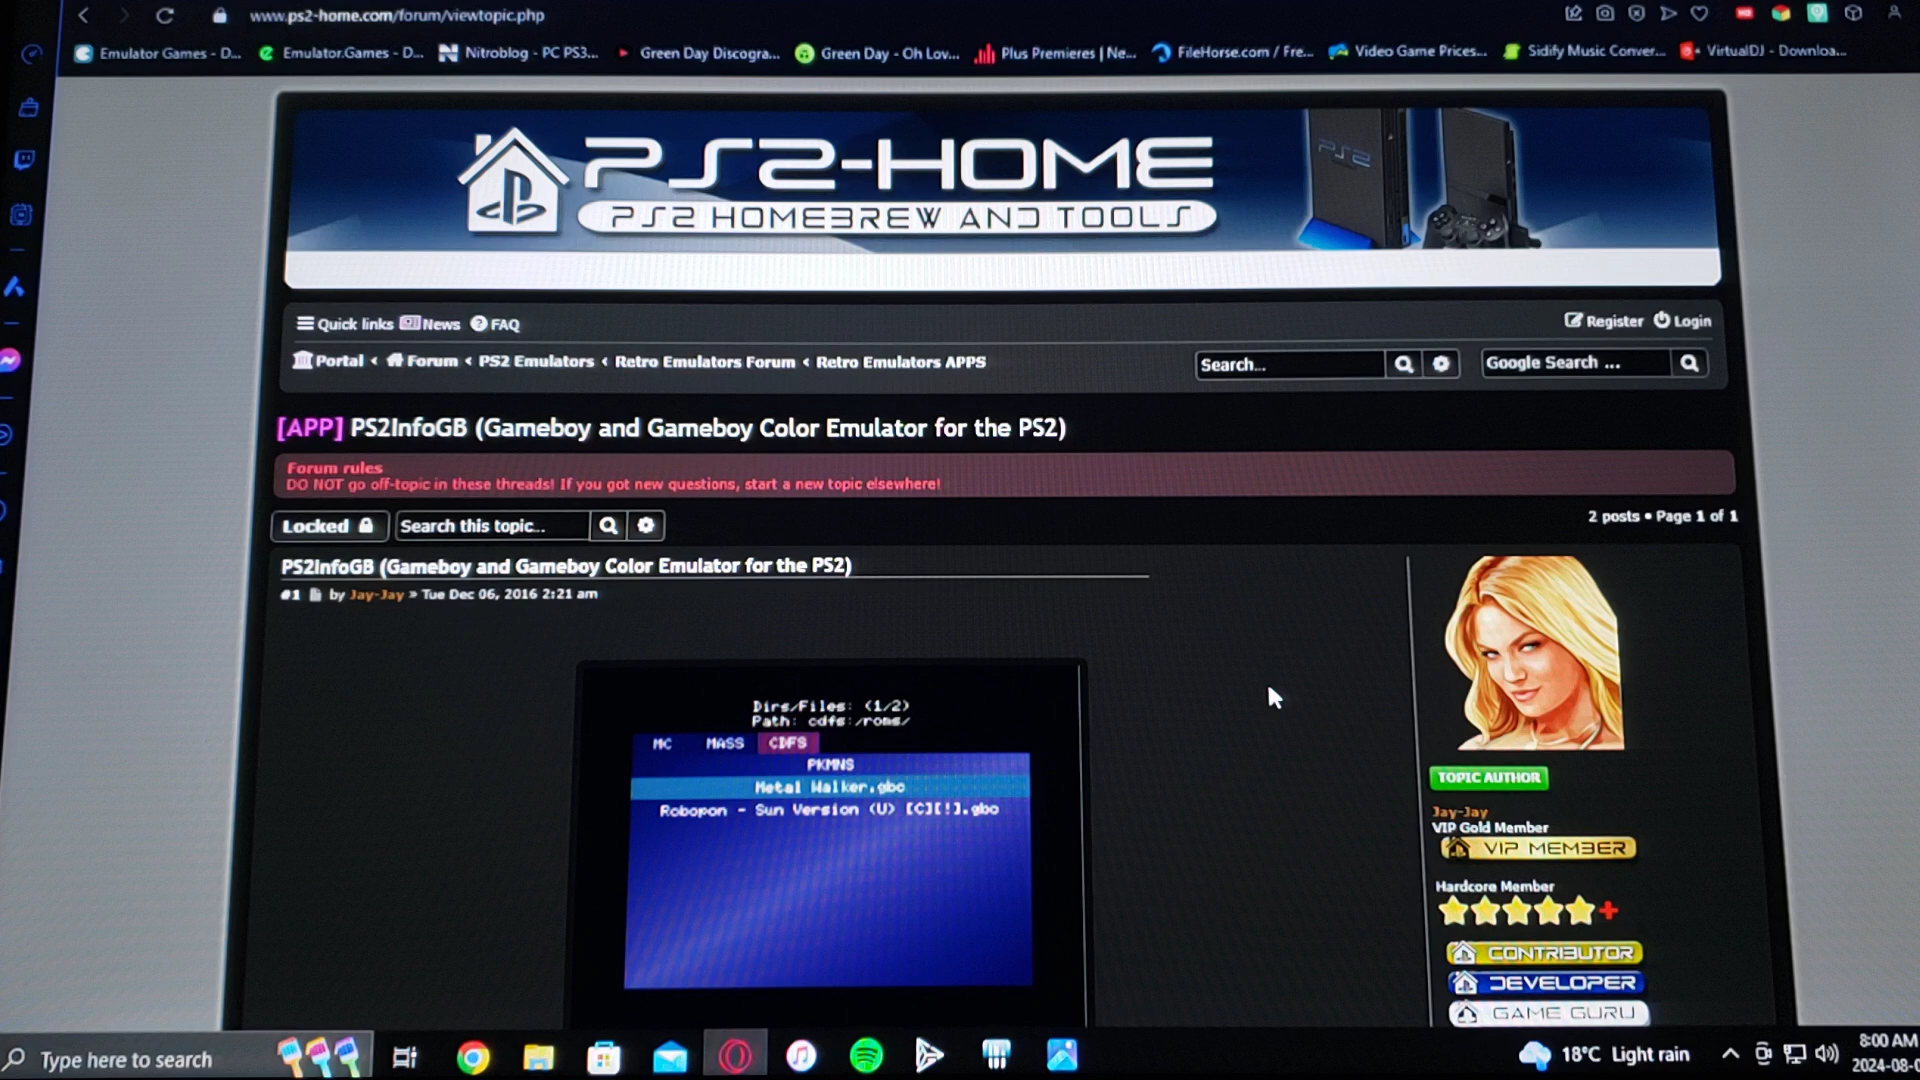 www.ps2-home.com/forum/viewtopic.php
Emulator Games - D...
Emulator.Games - D...
Nitroblog - PC PS3...
Green Day Discogra...
Green Day - Oh Lov...
Plus Premieres | Ne...
FileHorse.com / Fre...
Video Game Prices...
Sidify Music Conver...
VirtualDJ - Downloa...
PS2-HOME
PS2 HOMEBREW AND TOOLS
PS2
Quick links News FAQ
Register Login
Portal ‹ Forum ‹ PS2 Emulators ‹ Retro Emulators Forum ‹ Retro Emulators APPS
Search...
Google Search ...
[APP] PS2InfoGB (Gameboy and Gameboy Color Emulator for the PS2)
Forum rules
DO NOT go off-topic in these threads! If you got new questions, start a new topic elsewhere!
Locked
Search this topic...
2 posts • Page 1 of 1
PS2InfoGB (Gameboy and Gameboy Color Emulator for the PS2)
#1 by Jay-Jay » Tue Dec 06, 2016 2:21 am
Dirs/Files: (1/2)
Path: cdfs:/roms/
MC MASS CDFS
PKMNS
Metal Walker.gbc
Robopon - Sun Version (U) [C][!].gbc
TOPIC AUTHOR
Jay-Jay
VIP Gold Member
VIP MEMBER
Hardcore Member
CONTRIBUTOR
DEVELOPER
GAME GURU
Type here to search
18°C Light rain
8:00 AM
2024-08-0